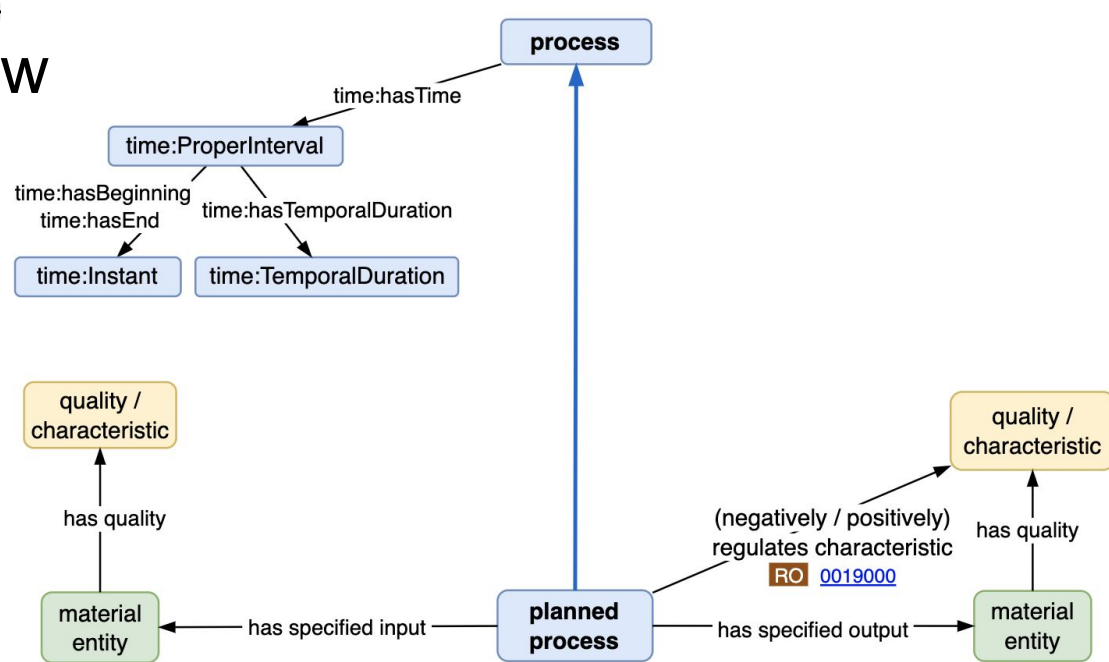 w
process
time:hasTime
time:ProperInterval
time:hasBeginning
time:hasEnd
time:hasTemporalDuration
time:Instant
time:TemporalDuration
quality /
characteristic
quality /
characteristic
has quality
(negatively / positively)
regulates characteristic
RO 0019000
has quality
material
entity
has specified input
planned
process
has specified output
material
entity